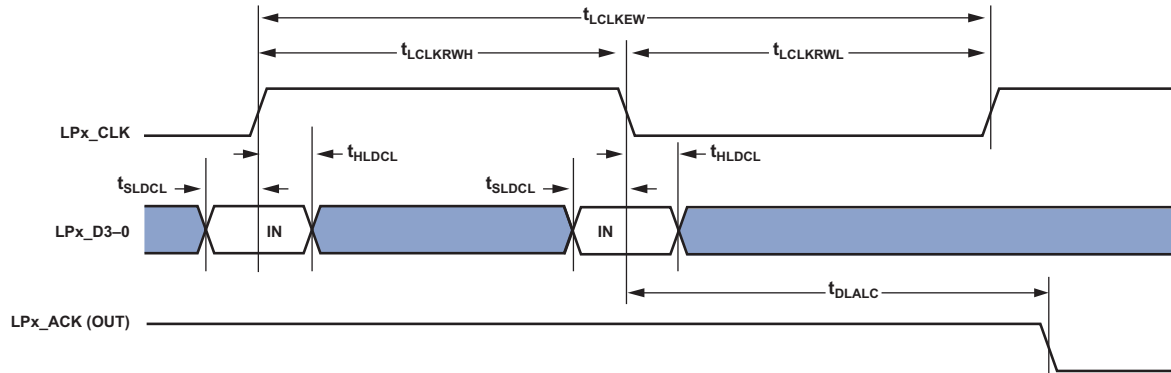 tLCLKEW
tLCLKRWH tLCLKRWL
LPx_CLK
tHLDCL tHLDCL
tSLDCL tSLDCL
LPx_D3–0 IN IN
tDLALC
LPx_ACK (OUT)